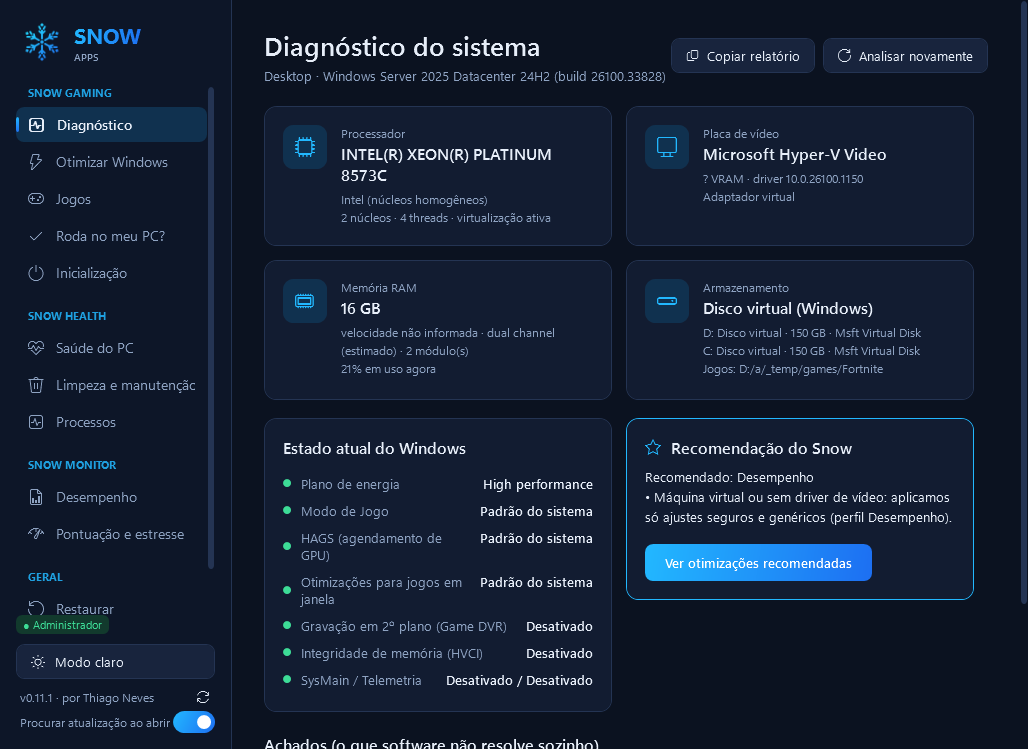 SNOW
APPS
SNOW GAMING
Diagnóstico
Otimizar Windows
Jogos
Roda no meu PC?
Inicialização
SNOW HEALTH
Saúde do PC
Limpeza e manutençãc
Processos
SNOW MONITOR
Desempenho
Pontuação e estresse
GERAL
Restaurar
Administrador
Modo claro
v0.11.1 · por Thiago Neves
Procurar atualização ao abrir
Diagnóstico do sistema
Desktop · Windows Server 2025 Datacenter 24H2 (build 26100.33828)
Copiar relatório
Analisar novamente
Processador
INTEL(R) XEON(R) PLATINUM
8573C
Intel (núcleos homogêneos)
2 núcleos · 4 threads · virtualização ativa
Placa de vídeo
Microsoft Hyper-V Video
? VRAM · driver 10.0.26100.1150
Adaptador virtual
Memória RAM
16 GB
velocidade não informada · dual channel
(estimado) · 2 módulo(s)
21% em uso agora
Armazenamento
Disco virtual (Windows)
D: Disco virtual · 150 GB · Msft Virtual Disk
C: Disco virtual · 150 GB · Msft Virtual Disk
Jogos: D:/a/_temp/games/Fortnite
Estado atual do Windows
Plano de energia High performance
Modo de Jogo Padrão do sistema
HAGS (agendamento de Padrão do sistema
GPU)
Otimizações para jogos em Padrão do sistema
janela
Gravação em 2º plano (Game DVR) Desativado
Integridade de memória (HVCI) Desativado
SysMain / Telemetria Desativado / Desativado
Recomendação do Snow
Recomendado: Desempenho
• Máquina virtual ou sem driver de vídeo: aplicamos
só ajustes seguros e genéricos (perfil Desempenho).
Ver otimizações recomendadas
Achados (o que software não resolve sozinho)